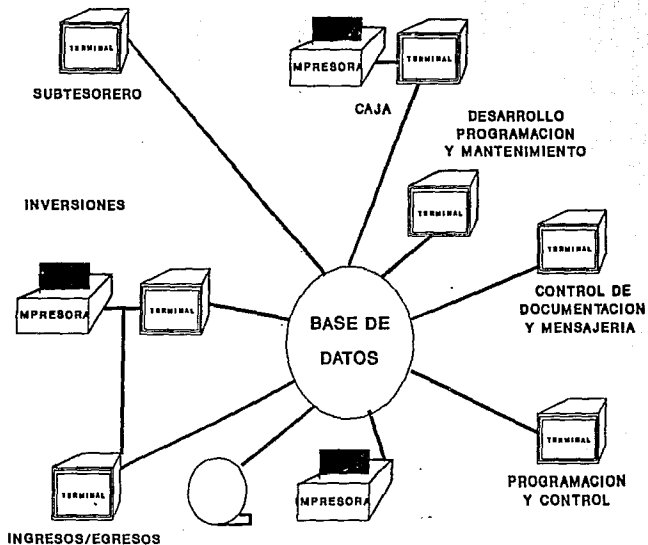 TERMINAL
SUBTESORERO
MPRESORA
TERMINAL
CAJA
DESARROLLO
PROGRAMACION
Y MANTENIMIENTO
TERMINAL
INVERSIONES
MPRESORA
TERMINAL
TERMINAL
CONTROL DE
DOCUMENTACION
Y MENSAJERIA
BASE DE
DATOS
TERMINAL
PROGRAMACION
Y CONTROL
TERMINAL
INGRESOS/EGRESOS
MPRESORA